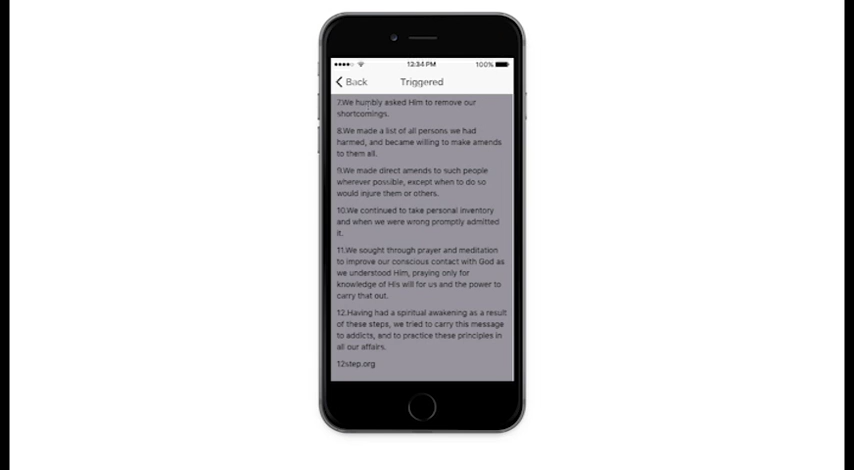 12:34 PM
100%
Back
Triggered
7.We humbly asked Him to remove our
shortcomings.
8.We made a list of all persons we had
harmed, and became willing to make amends
to them all.
9.We made direct amends to such people
wherever possible, except when to do so
would injure them or others.
10.We continued to take personal inventory
and when we were wrong promptly admitted
it.
11.We sought through prayer and meditation
to improve our conscious contact with God as
we understood Him, praying only for
knowledge of His will for us and the power to
carry that out.
12.Having had a spiritual awakening as a result
of these steps, we tried to carry this message
to addicts, and to practice these principles in
all our affairs.
12step.org